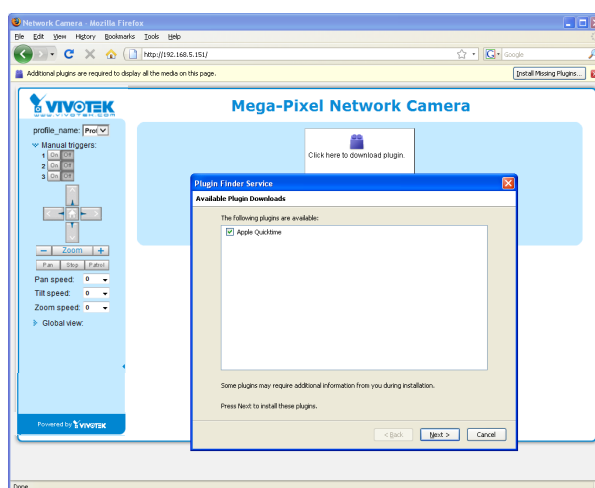 Network Camera - Mozilla Firefox
File Edit View History Bookmarks Tools Help
http://192.168.5.151/
Google
Additional plugins are required to display all the media on this page.
Install Missing Plugins...
VIVOTEK
WWW.VIVOTEK.COM
Mega-Pixel Network Camera
profile_name: Prof
Manual triggers:
1 On Off
2 On Off
3 On Off
Click here to download plugin.
Plugin Finder Service
Available Plugin Downloads
The following plugins are available:
Apple Quicktime
Zoom
Pan Stop Patrol
Pan speed: 0
Tilt speed: 0
Zoom speed: 0
Global view:
Some plugins may require additional information from you during installation.
Press Next to install these plugins.
Powered by VIVOTEK
< Back Next > Cancel
Done